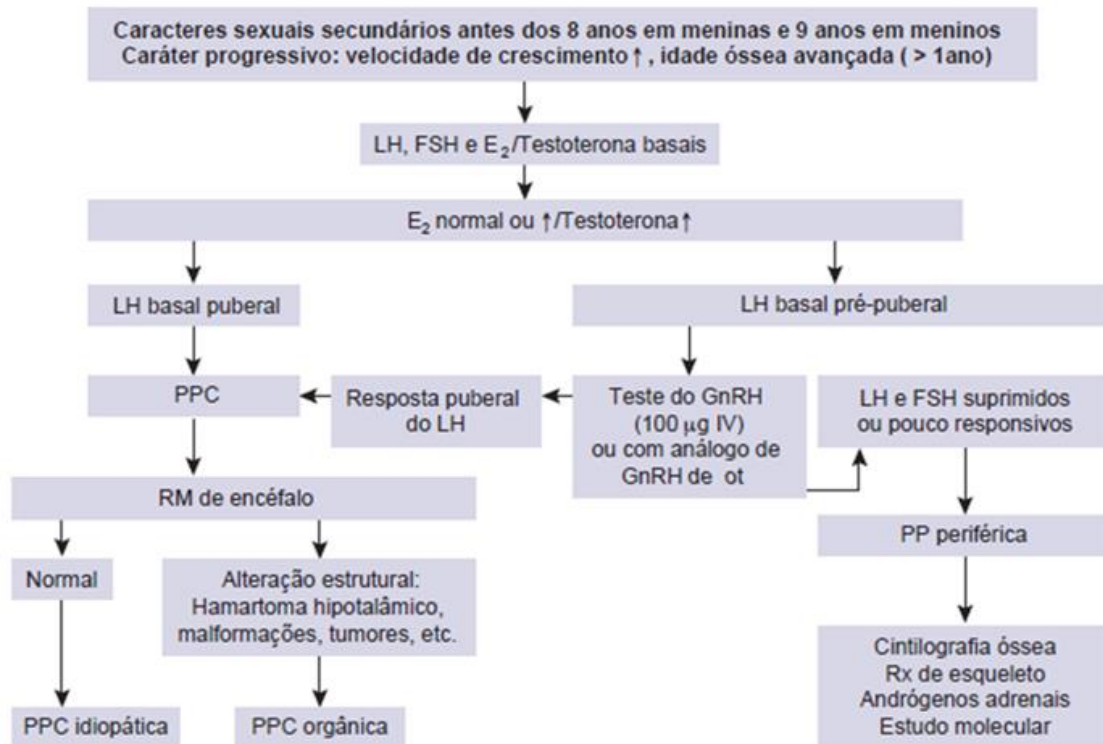 Caracteres sexuais secundários antes dos 8 anos em meninas e 9 anos em meninos
Caráter progressivo: velocidade de crescimento ↑ , idade óssea avançada ( > 1ano)
LH, FSH e E₂/Testoterona basais
E₂ normal ou ↑/Testoterona↑
LH basal puberal
LH basal pré-puberal
PPC
Resposta puberal
do LH
Teste do GnRH
(100 μg IV)
ou com análogo de
GnRH de ot
LH e FSH suprimidos
ou pouco responsivos
RM de encéfalo
PP periférica
Normal
Alteração estrutural:
Hamartoma hipotalâmico,
malformações, tumores, etc.
Cintilografia óssea
Rx de esqueleto
Andrógenos adrenais
Estudo molecular
PPC idiopática
PPC orgânica